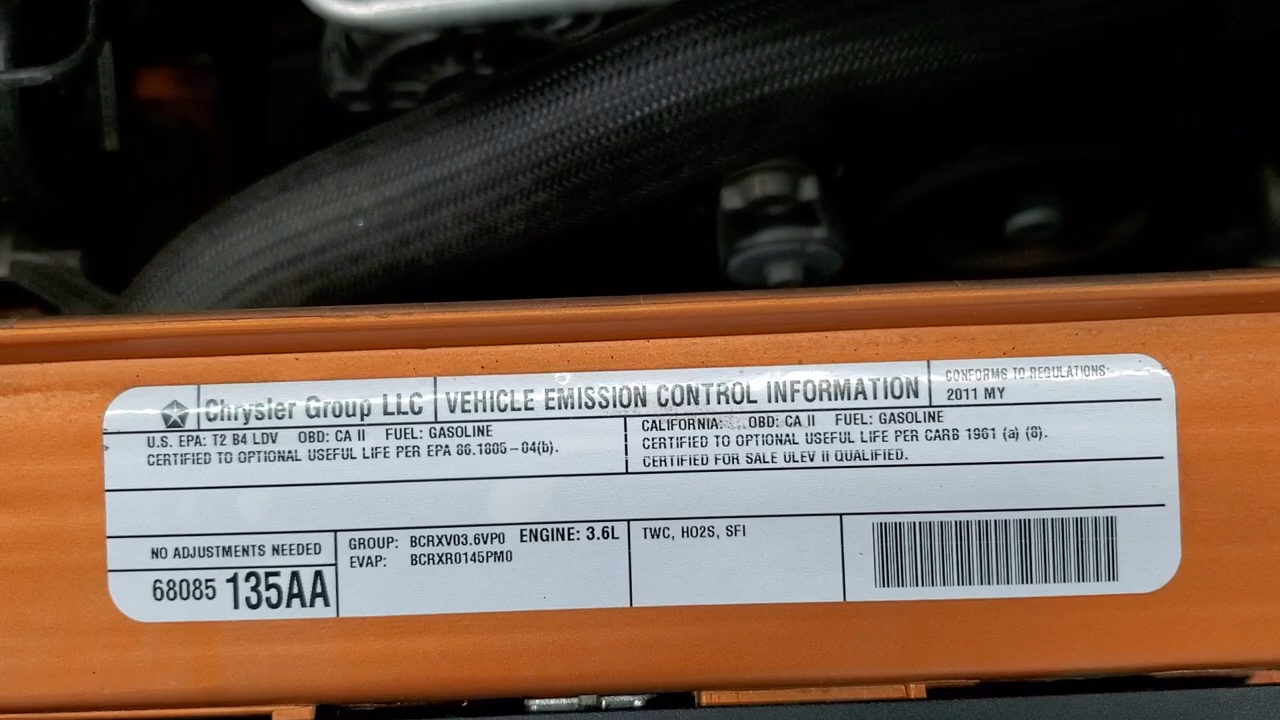 Chrysler Group LLC
VEHICLE EMISSION CONTROL INFORMATION
CONFORMS TO REGULATIONS:
2011 MY
U.S. EPA: T2 B4 LDV OBD: CA II FUEL: GASOLINE
CERTIFIED TO OPTIONAL USEFUL LIFE PER EPA 86.1805-04(b).
CALIFORNIA: OBD: CA II FUEL: GASOLINE
CERTIFIED TO OPTIONAL USEFUL LIFE PER CARB 1961 (a) (8).
CERTIFIED FOR SALE ULEV II QUALIFIED.
NO ADJUSTMENTS NEEDED
68085 135AA
GROUP: BCRXV03.6VP0 ENGINE: 3.6L
EVAP: BCRXR0145PM0
TWC, HO2S, SFI